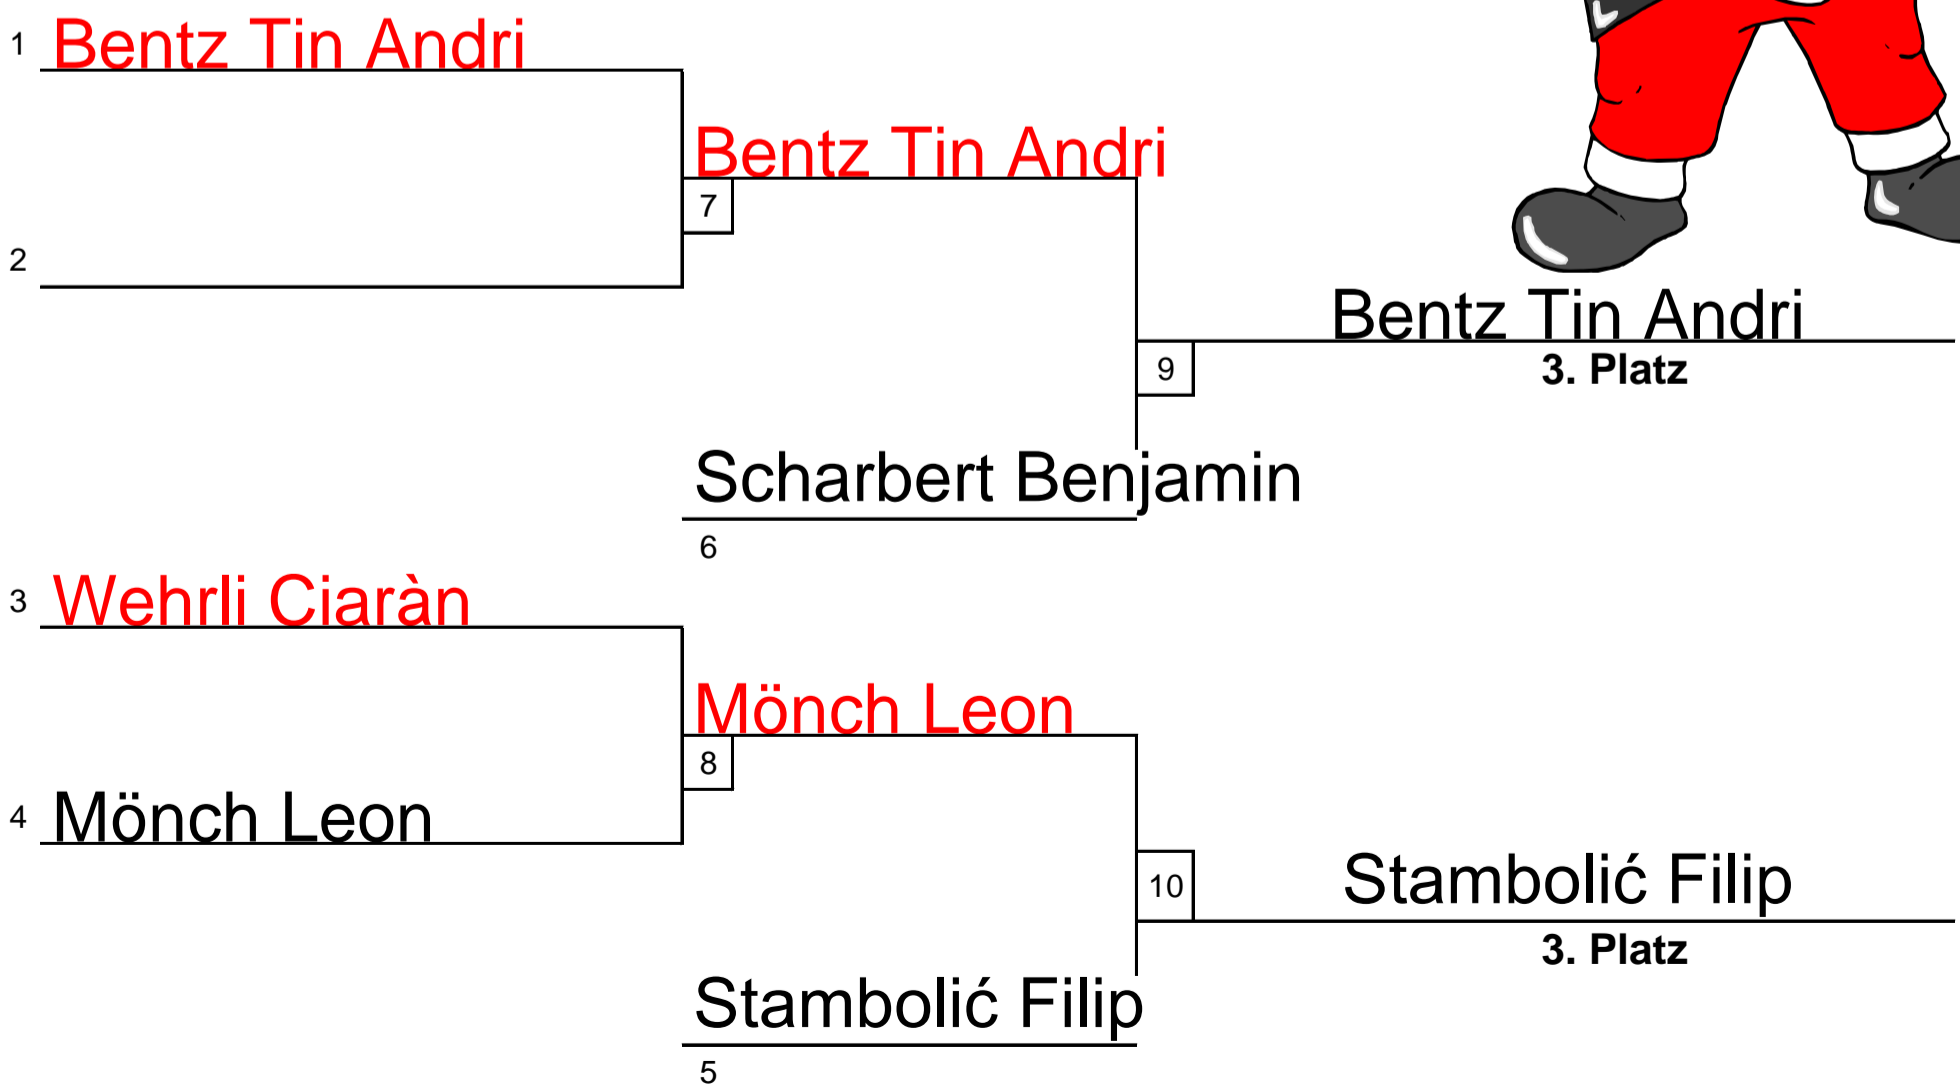 1 Bentz Tin Andri
Bentz Tin Andri
7
2
Bentz Tin Andri
9
3. Platz
Scharbert Benjamin
6
3 Wehrli Ciaràn
Mönch Leon
8
4 Mönch Leon
10
Stambolić Filip
3. Platz
Stambolić Filip
5